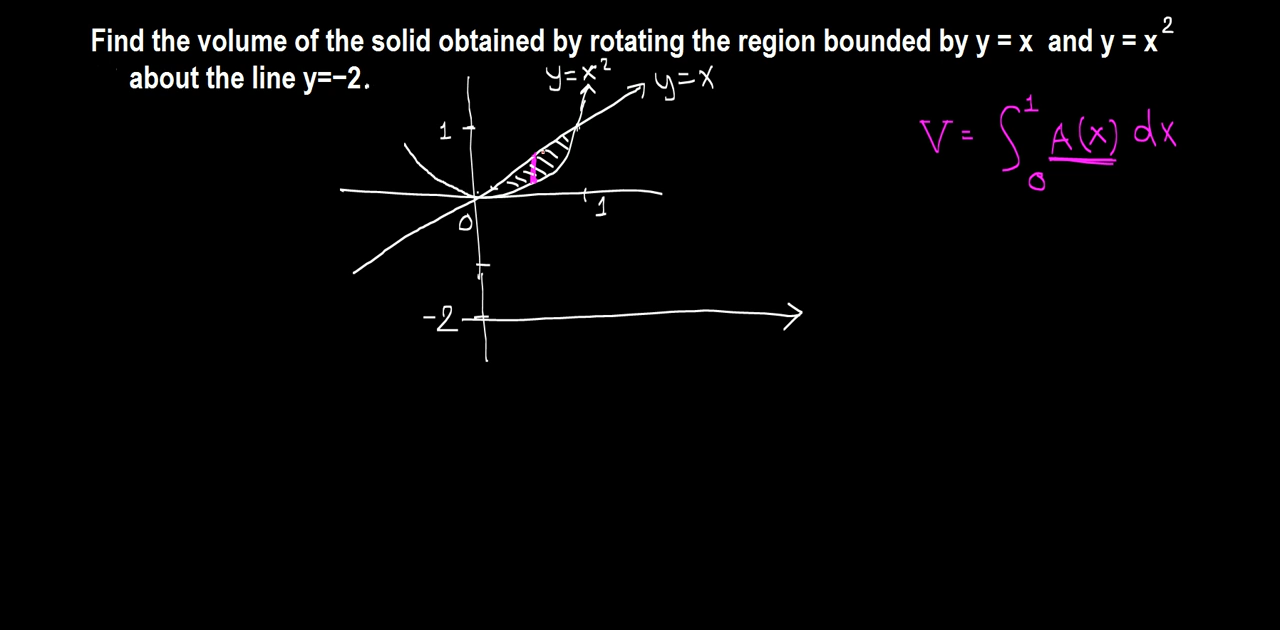 Find the volume of the solid obtained by rotating the region bounded by y = x and y = x²
about the line y=−2.
y=x²
y=x
1
V = ∫₀¹ A(x) dx
0
1
-2